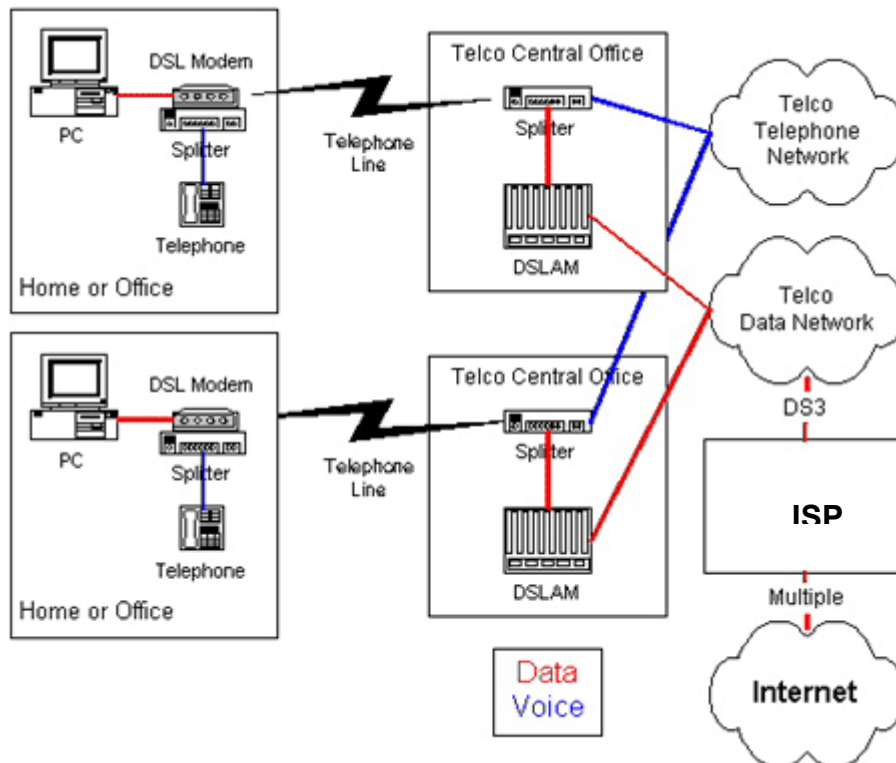 DSL Modem
PC
Splitter
Telephone
Home or Office
Telephone
Line
Telco Central Office
Splitter
DSLAM
Telco
Telephone
Network
Telco
Data Network
DSL Modem
PC
Splitter
Telephone
Home or Office
Telephone
Line
Telco Central Office
Splitter
DSLAM
DS3
ISP
Multiple
Internet
Data
Voice